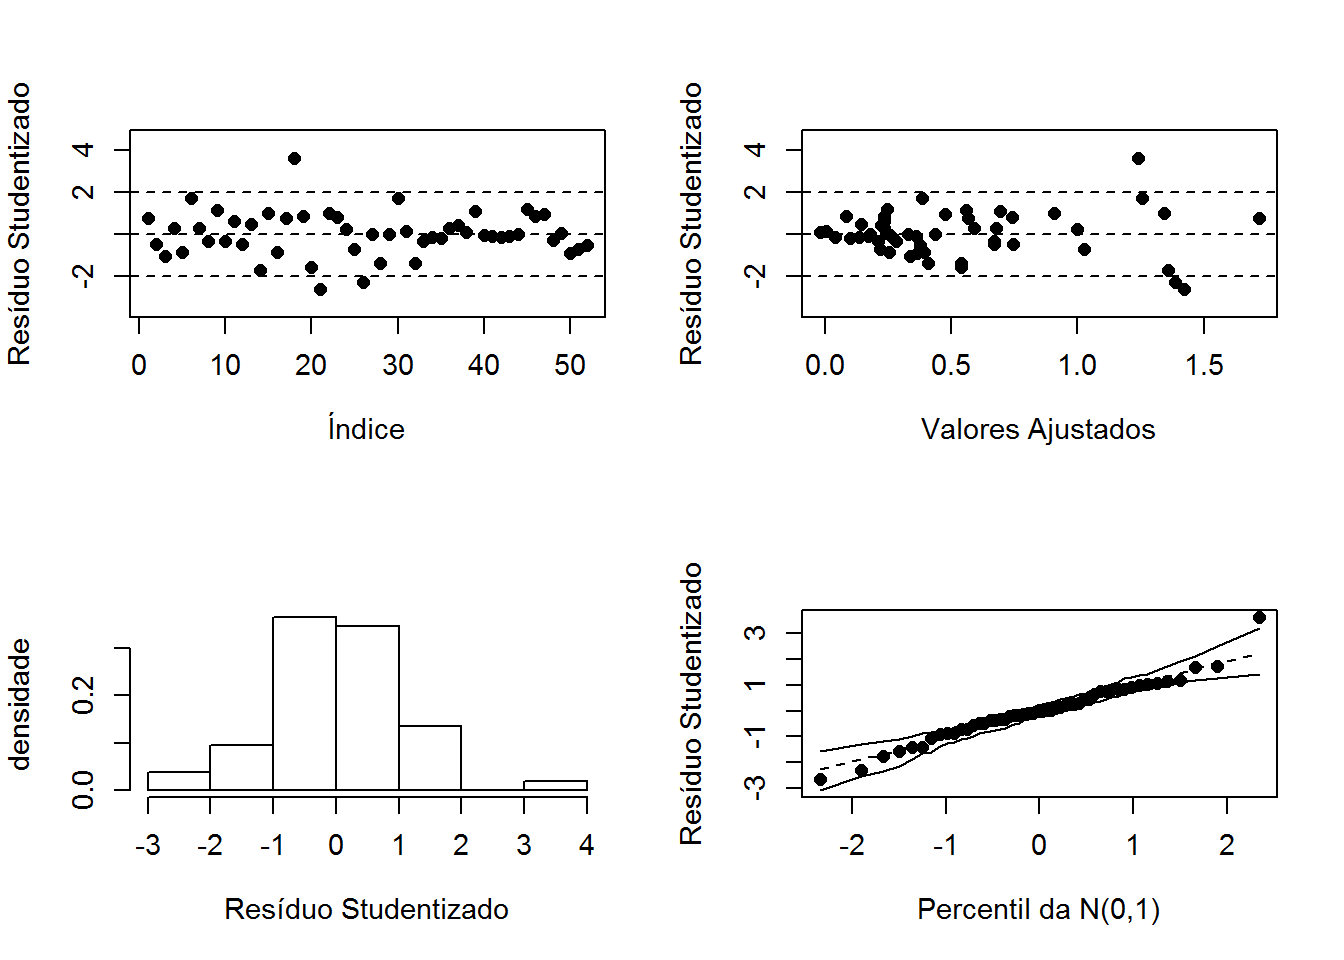 Resíduo Studentizado
4
2
-2
0 10 20 30 40 50
Índice
Resíduo Studentizado
4
2
-2
0.0 0.5 1.0 1.5
Valores Ajustados
densidade
0.2
0.0
-3 -2 -1 0 1 2 3 4
Resíduo Studentizado
Resíduo Studentizado
3
1
-1
-3
-2 -1 0 1 2
Percentil da N(0,1)